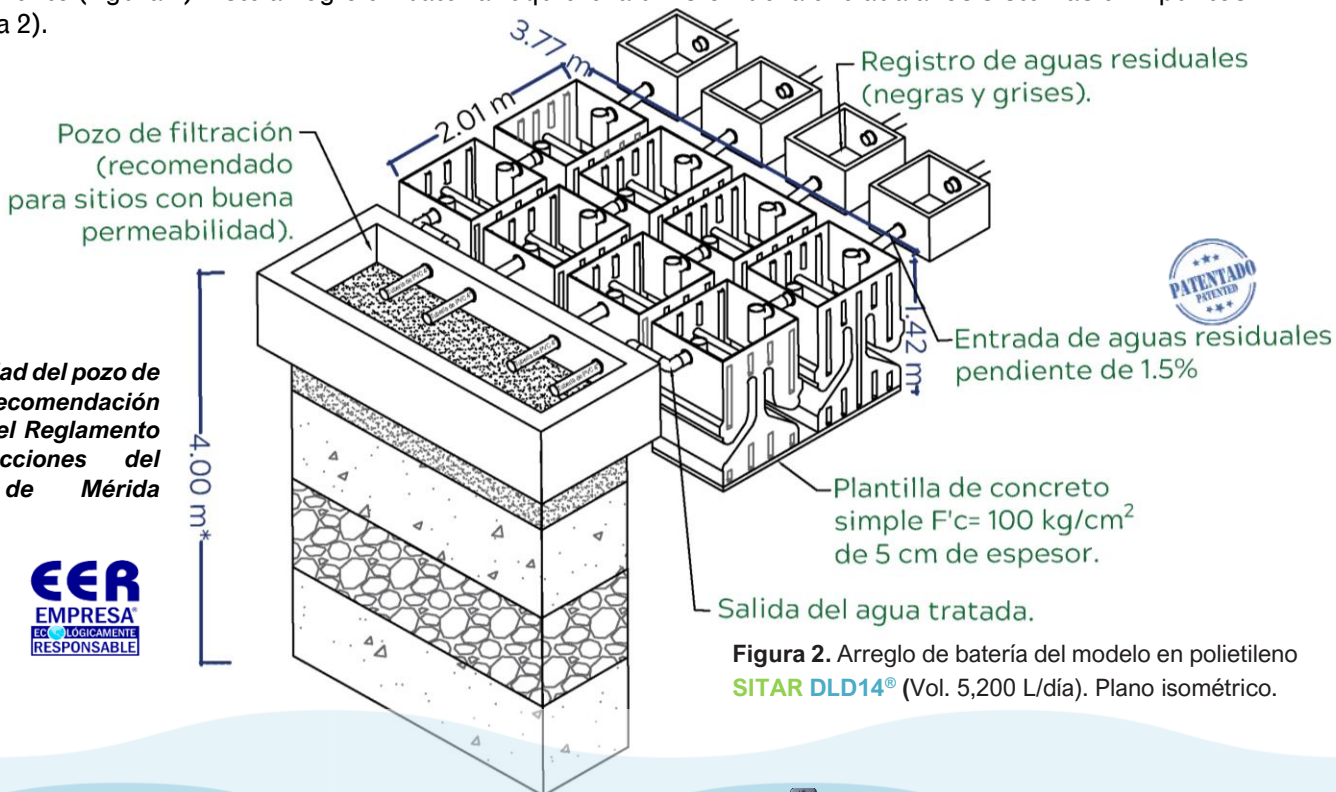 a 2).
3.77 m
2.01 m
Registro de aguas residuales
(negras y grises).
Pozo de filtración
(recomendado
para sitios con buena
permeabilidad).
PATENTADO
PATENTED
1.42 m
Entrada de aguas residuales
pendiente de 1.5%
ad del pozo de
ecomendación
el Reglamento
cciones del
de Mérida
4.00 m*
Plantilla de concreto
simple F'c= 100 kg/cm²
de 5 cm de espesor.
Salida del agua tratada.
EER
EMPRESA
ECOLÓGICAMENTE
RESPONSABLE
Figura 2. Arreglo de batería del modelo en polietileno
SITAR DLD14® (Vol. 5,200 L/día). Plano isométrico.